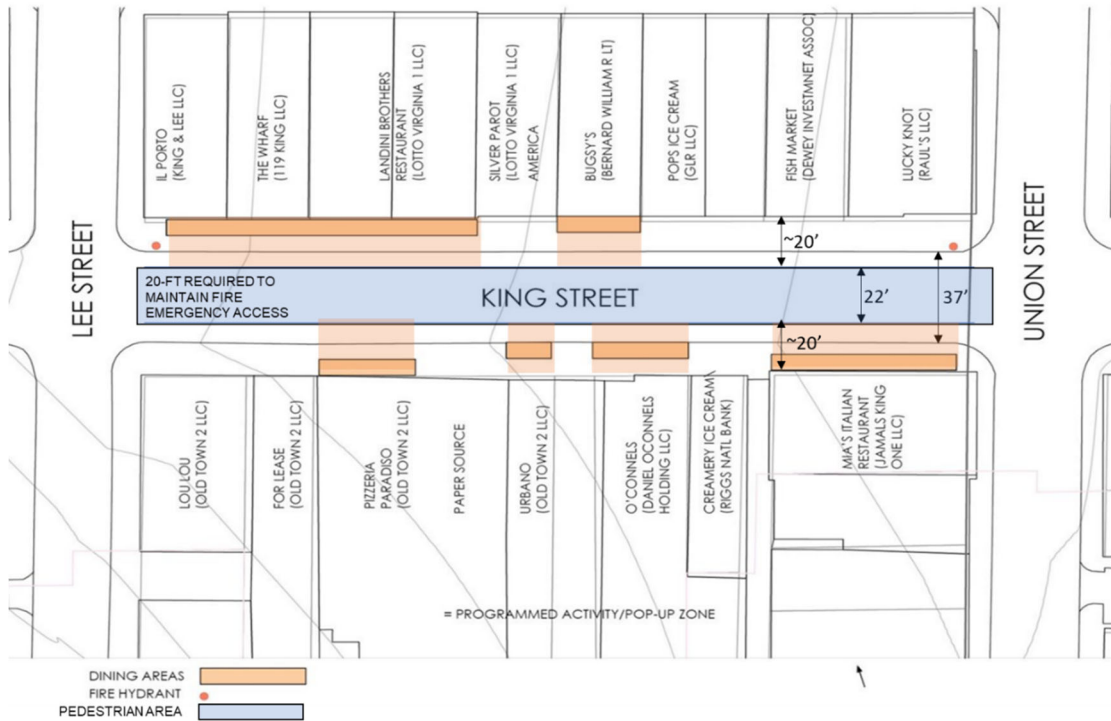 IL PORTO
(KING & LEE LLC)
THE WHARF
(119 KING LLC)
LANDINI BROTHERS
RESTAURANT
(LOTTO VIRGINIA 1 LLC)
SILVER PAROT
(LOTTO VIRGINIA 1 LLC)
AMERICA
BUGSY'S
(BERNARD WILLIAM R LT)
POPS ICE CREAM
(GLR LLC)
FISH MARKET
(DEWEY INVESTMNET ASSOC)
LUCKY KNOT
(RAUL'S LLC)
LEE STREET
UNION STREET
~20'
20-FT REQUIRED TO
MAINTAIN FIRE
EMERGENCY ACCESS
KING STREET
22'
37'
~20'
LOU LOU
(OLD TOWN 2 LLC)
FOR LEASE
(OLD TOWN 2 LLC)
PIZZERIA
PARADISO
(OLD TOWN 2 LLC)
PAPER SOURCE
URBANO
(OLD TOWN 2 LLC)
O'CONNELS
(DANIEL OCONNELS
HOLDING LLC)
CREAMERY ICE CREAM
(RIGGS NATL BANK)
MIA'S ITALIAN
RESTAURANT
(JAMALS KING
ONE LLC)
= PROGRAMMED ACTIVITY/POP-UP ZONE
DINING AREAS
FIRE HYDRANT
PEDESTRIAN AREA